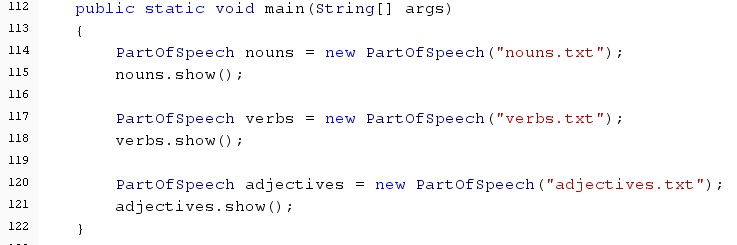 112 public static void main(String[] args)
113 {
114 PartOfSpeech nouns = new PartOfSpeech("nouns.txt");
115 nouns.show();
116
117 PartOfSpeech verbs = new PartOfSpeech("verbs.txt");
118 verbs.show();
119
120 PartOfSpeech adjectives = new PartOfSpeech("adjectives.txt");
121 adjectives.show();
122 }